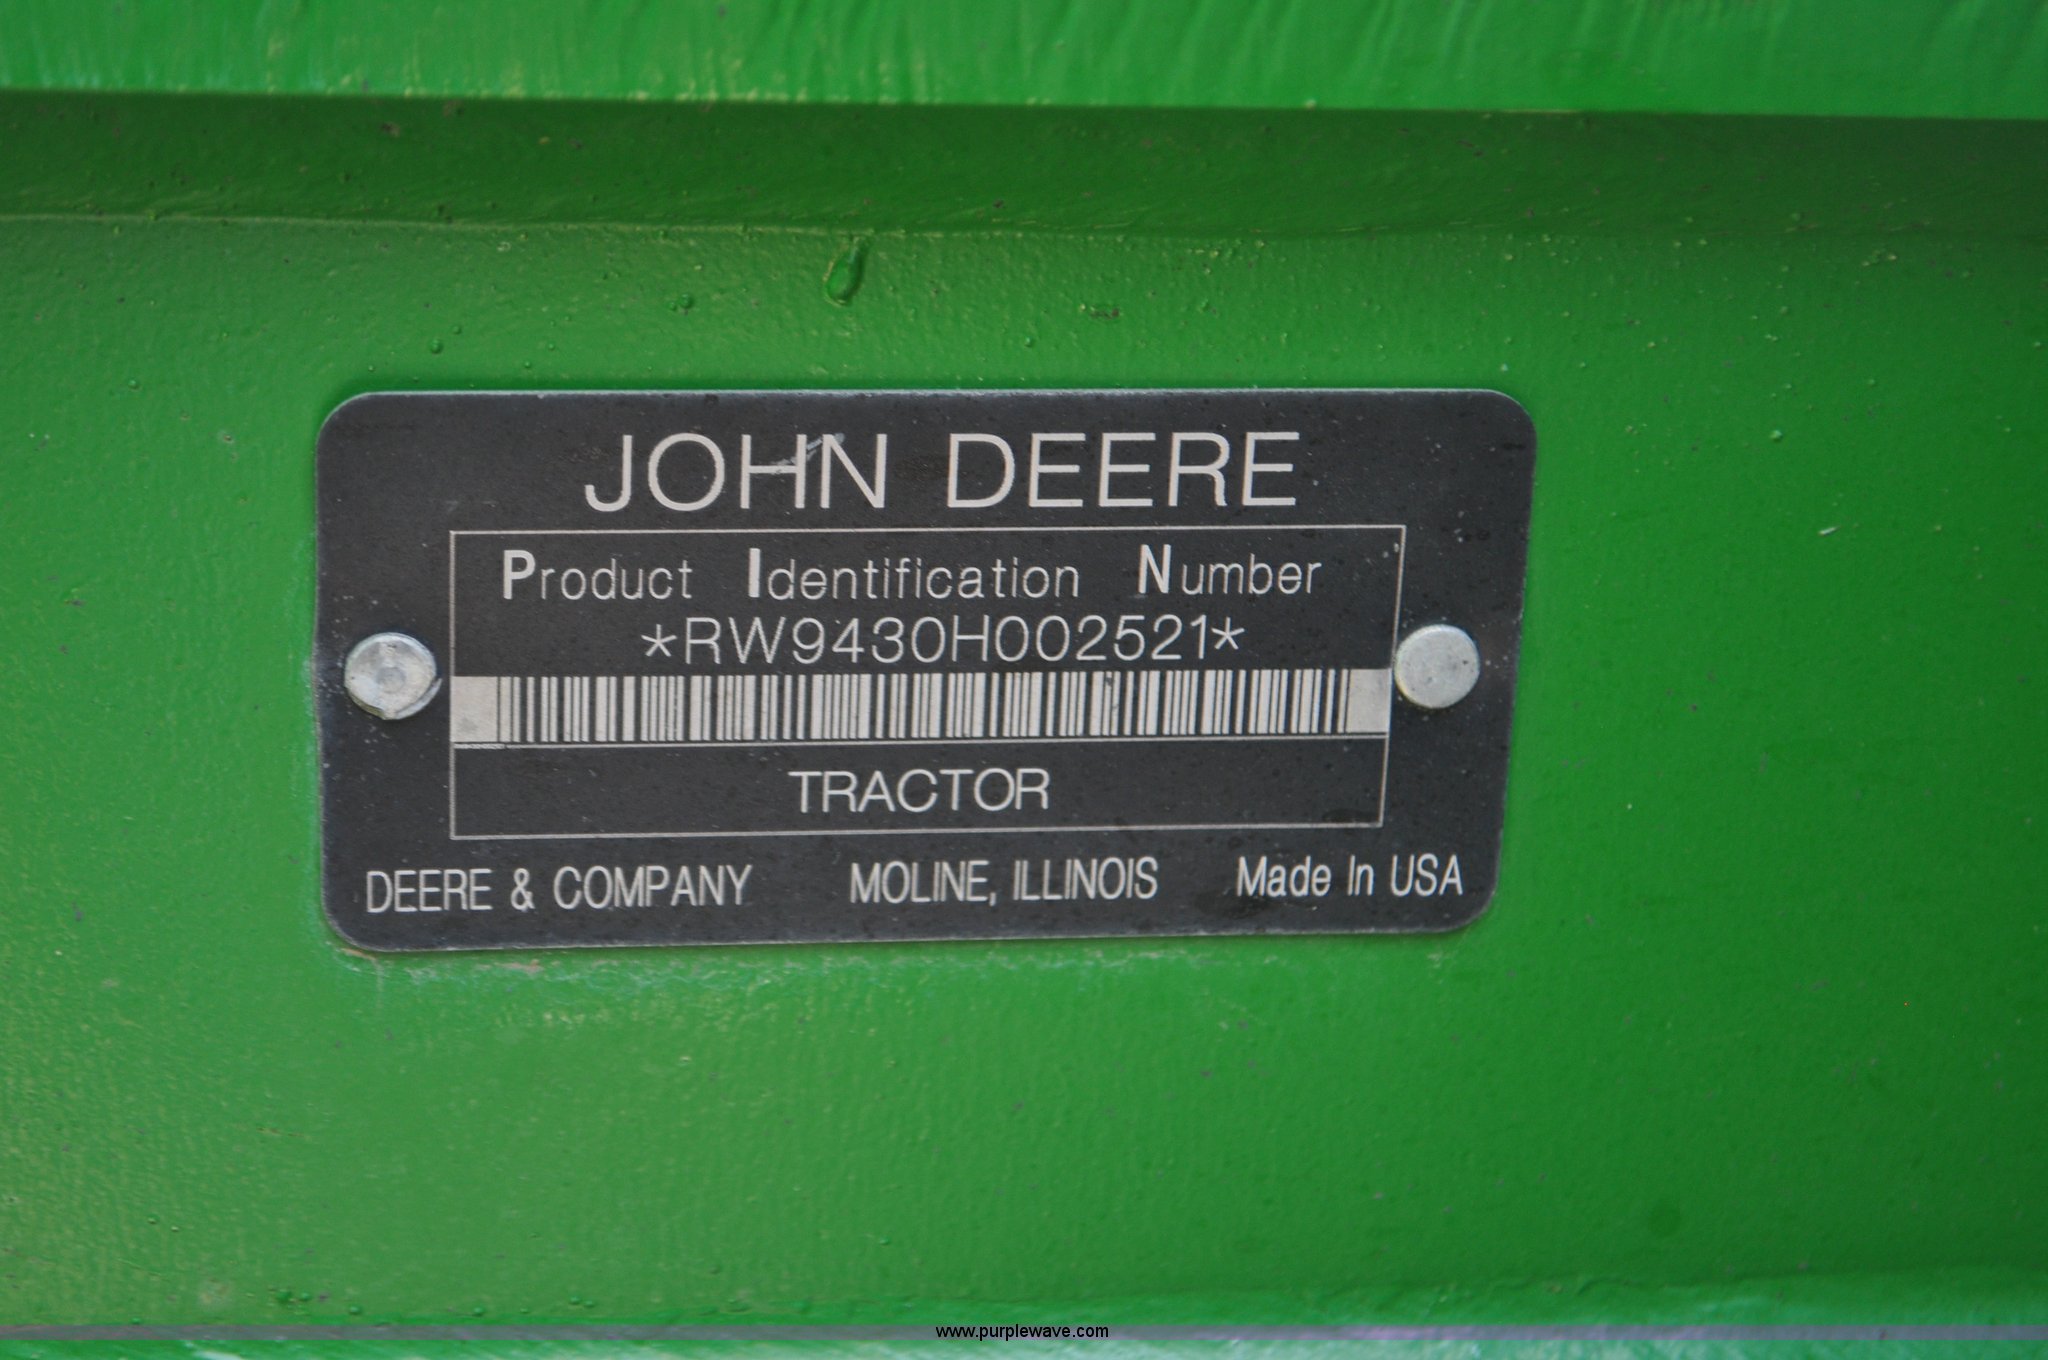 JOHN DEERE
Product Identification Number
*RW9430H002521*
TRACTOR
DEERE & COMPANY MOLINE, ILLINOIS Made In USA
www.purplewave.com